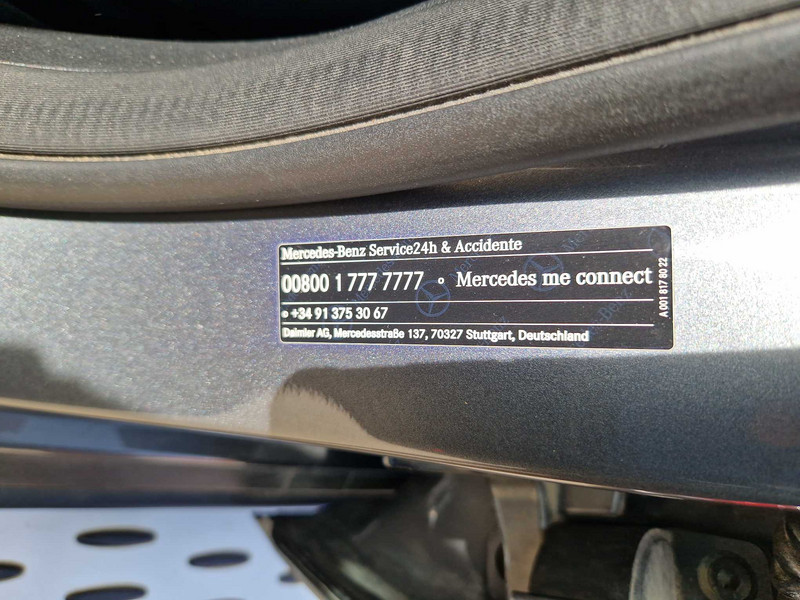 Mercedes-Benz Service24h & Accidente
00800 1 777 7777 o Mercedes me connect
o +34 91 375 30 67
Daimler AG, Mercedesstraße 137, 70327 Stuttgart, Deutschland
A 001 817 80 22